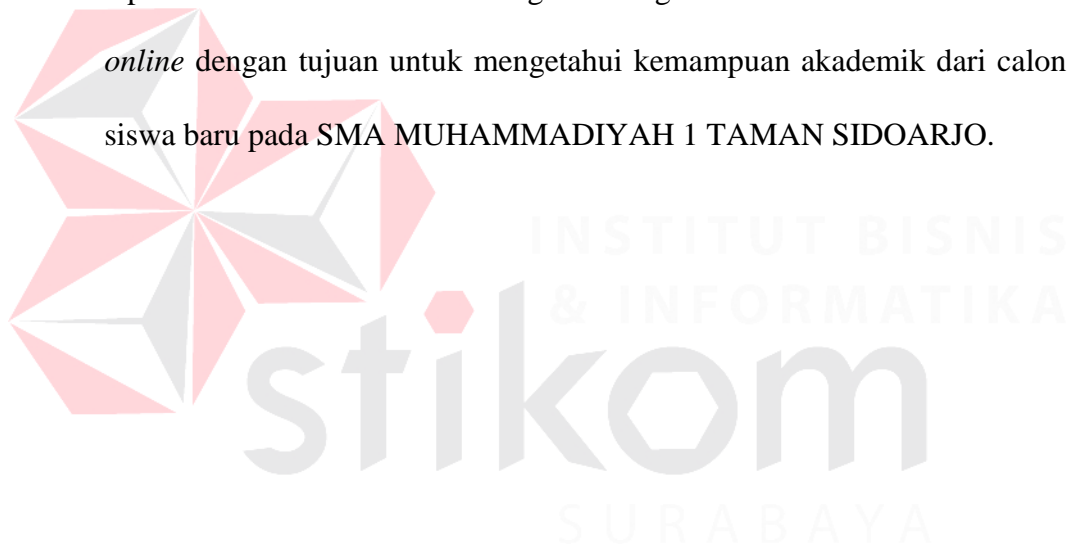 online dengan tujuan untuk mengetahui kemampuan akademik dari calon
siswa baru pada SMA MUHAMMADIYAH 1 TAMAN SIDOARJO.
INSTITUT BISNIS
& INFORMATIKA
stikom
SURABAYA